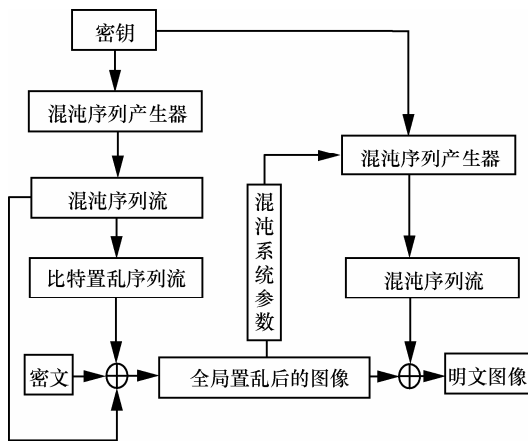 密钥
混沌序列产生器
混沌序列产生器
混沌序列流
混沌系统参数
比特置乱序列流
混沌序列流
密文
全局置乱后的图像
明文图像